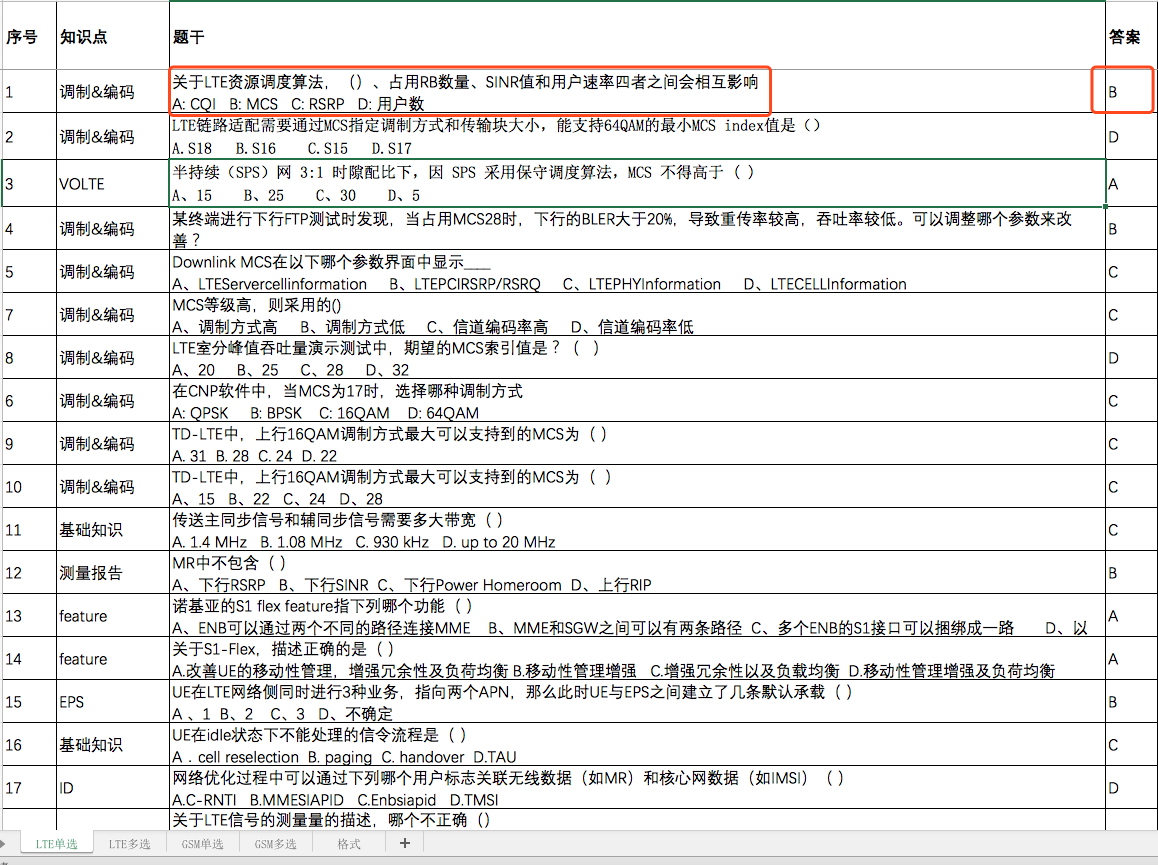 序号 知识点 题干 答案
1 调制&编码 关于LTE资源调度算法，（）、占用RB数量、SINR值和用户速率四者之间会相互影响 B
A: CQI B: MCS C: RSRP D: 用户数
2 调制&编码 LTE链路适配需要通过MCS指定调制方式和传输块大小，能支持64QAM的最小MCS index值是（） D
A.S18 B.S16 C.S15 D.S17
3 VOLTE 半持续（SPS）网 3:1 时隙配比下，因 SPS 采用保守调度算法，MCS 不得高于（ ） A
A、15 B、25 C、30 D、5
4 调制&编码 某终端进行下行FTP测试时发现，当占用MCS28时，下行的BLER大于20%，导致重传率较高，吞吐率较低。可以调整哪个参数来改 B
善？
5 调制&编码 Downlink MCS在以下哪个参数界面中显示____ C
A、LTEServercellinformation B、LTEPCIRSRP/RSRQ C、LTEPHYInformation D、LTECELLInformation
7 调制&编码 MCS等级高，则采用的() C
A、调制方式高 B、调制方式低 C、信道编码率高 D、信道编码率低
8 调制&编码 LTE室分峰值吞吐量演示测试中，期望的MCS索引值是？（ ） D
A、20 B、25 C、28 D、32
6 调制&编码 在CNP软件中，当MCS为17时，选择哪种调制方式 C
A: QPSK B: BPSK C: 16QAM D: 64QAM
9 调制&编码 TD-LTE中，上行16QAM调制方式最大可以支持到的MCS为（ ） C
A. 31 B. 28 C. 24 D. 22
10 调制&编码 TD-LTE中，上行16QAM调制方式最大可以支持到的MCS为（ ） C
A、15 B、22 C、24 D、28
11 基础知识 传送主同步信号和辅同步信号需要多大带宽（ ） C
A. 1.4 MHz B. 1.08 MHz C. 930 kHz D. up to 20 MHz
12 测量报告 MR中不包含（ ） B
A、下行RSRP B、下行SINR C、下行Power Homeroom D、上行RIP
13 feature 诺基亚的S1 flex feature指下列哪个功能（ ） A
A、ENB可以通过两个不同的路径连接MME B、MME和SGW之间可以有两条路径 C、多个ENB的S1接口可以捆绑成一路 D、以
14 feature 关于S1-Flex，描述正确的是（ ） A
A.改善UE的移动性管理，增强冗余性及负荷均衡 B.移动性管理增强 C.增强冗余性以及负载均衡 D.移动性管理增强及负荷均衡
15 EPS UE在LTE网络侧同时进行3种业务，指向两个APN，那么此时UE与EPS之间建立了几条默认承载（ ） B
A 、1 B、2 C、3 D、不确定
16 基础知识 UE在idle状态下不能处理的信令流程是（ ） C
A．cell reselection B. paging C. handover D.TAU
17 ID 网络优化过程中可以通过下列哪个用户标志关联无线数据（如MR）和核心网数据（如IMSI）（ ） D
A.C-RNTI B.MMESIAPID C.Enbsiapid D.TMSI
关于LTE信号的测量量的描述，哪个不正确（）
LTE单选 LTE多选 GSM单选 GSM多选 格式 +